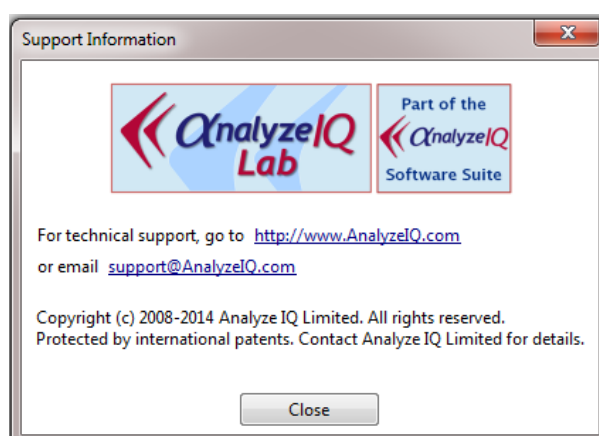 Support Information
αnalyzeIQ
Lab
Part of the
αnalyzeIQ
Software Suite
For technical support, go to http://www.AnalyzeIQ.com
or email support@AnalyzeIQ.com
Copyright (c) 2008-2014 Analyze IQ Limited. All rights reserved.
Protected by international patents. Contact Analyze IQ Limited for details.
Close